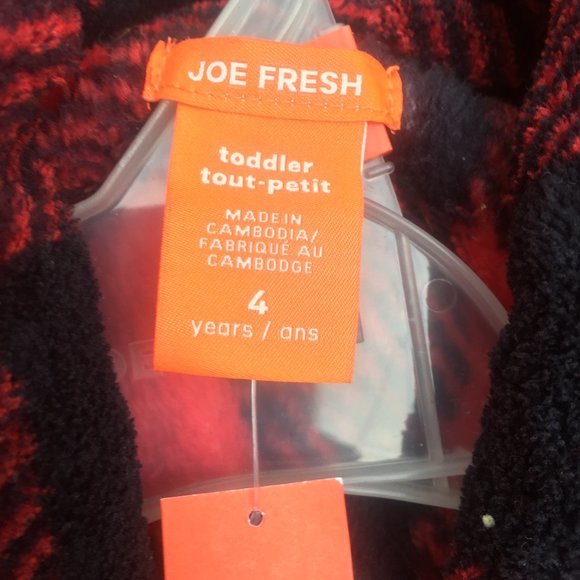 JOE FRESH
toddler
tout-petit
MADE IN
CAMBODIA/
FABRIQUÉ AU
CAMBODGE
4
years / ans